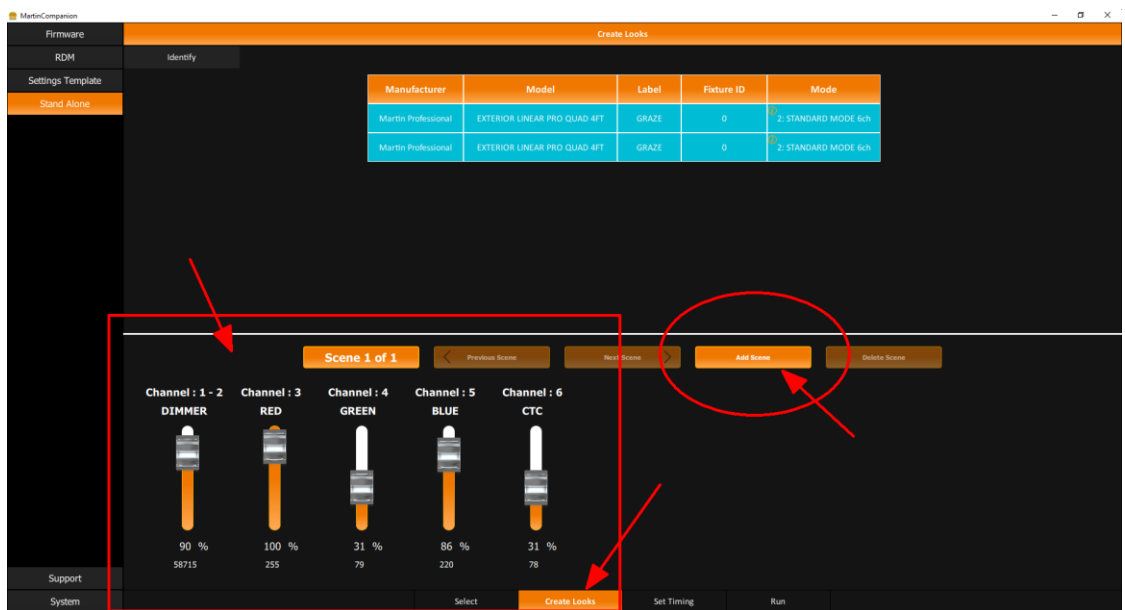 MartinCompanion
Firmware
Create Looks
RDM
Identify
Settings Template
Stand Alone
Manufacturer Model Label Fixture ID Mode
Martin Professional EXTERIOR LINEAR PRO QUAD 4FT GRAZE 0 2: STANDARD MODE 6ch
Martin Professional EXTERIOR LINEAR PRO QUAD 4FT GRAZE 0 2: STANDARD MODE 6ch
Scene 1 of 1 Previous Scene Next Scene Add Scene Delete Scene
Channel : 1 - 2 Channel : 3 Channel : 4 Channel : 5 Channel : 6
DIMMER RED GREEN BLUE CTC
90 % 100 % 31 % 86 % 31 %
58715 255 79 220 78
Support
System
Select Create Looks Set Timing Run